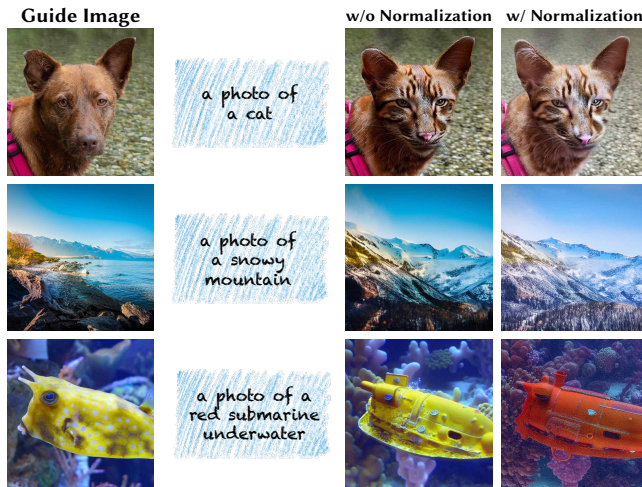 Guide Image
w/o Normalization
w/ Normalization
a photo of
a cat
a photo of
a snowy
mountain
a photo of a
red submarine
underwater